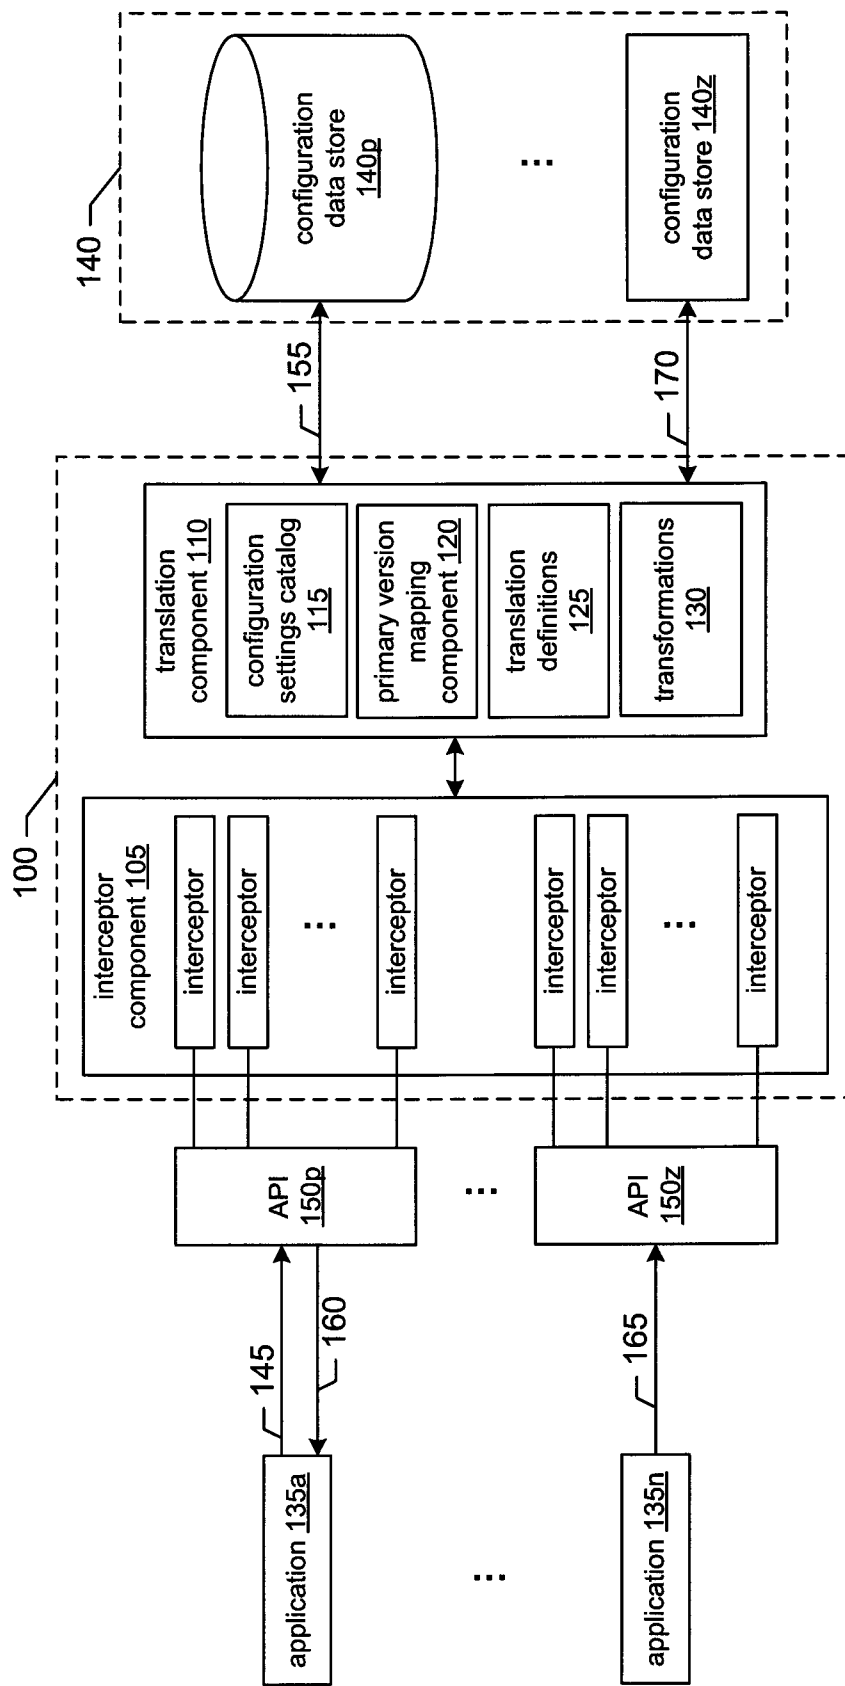 100
140
application 135a
145
160
API
150p
interceptor
component 105
interceptor
interceptor
...
interceptor
translation
component 110
configuration
settings catalog
115
primary version
mapping
component 120
translation
definitions
125
transformations
130
155
configuration
data store
140p
...
...
...
application 135n
165
API
150z
interceptor
interceptor
...
interceptor
170
configuration
data store 140z